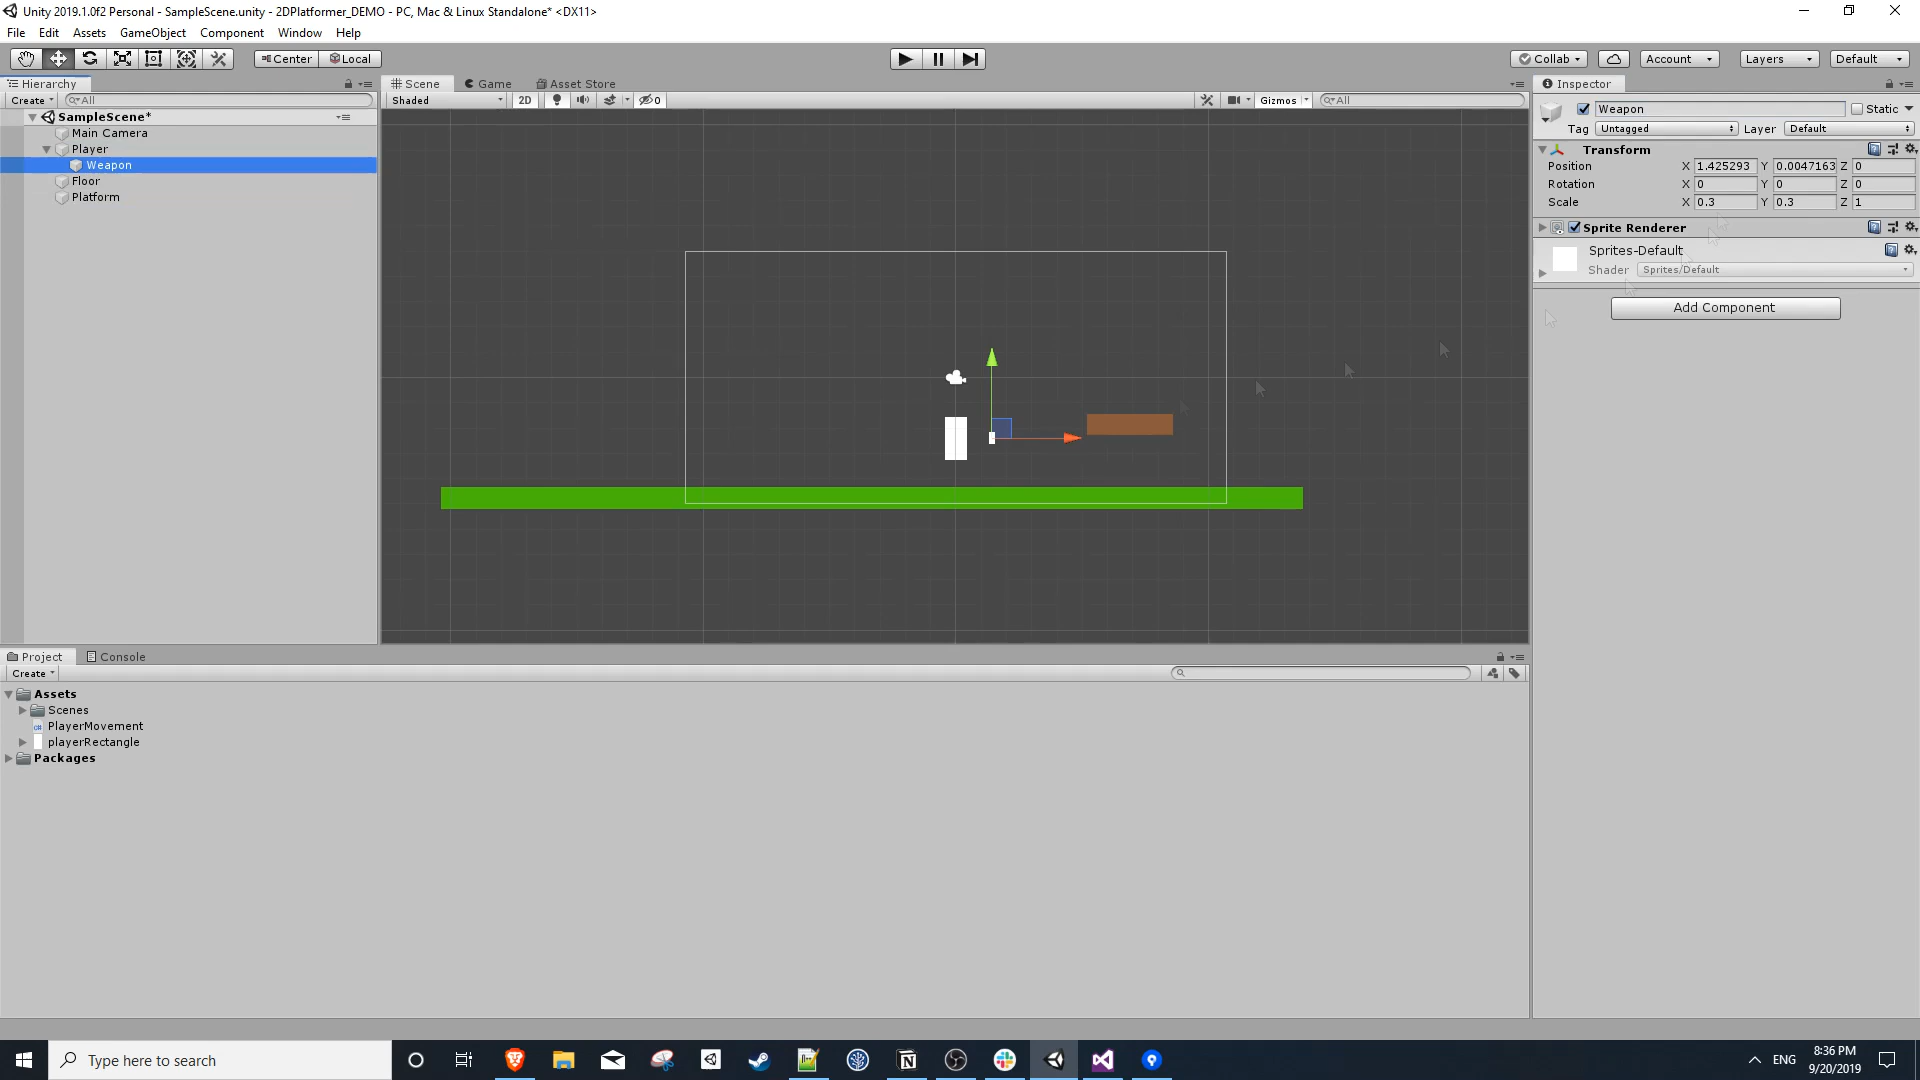 Unity 2019.1.0f2 Personal - SampleScene.unity - 2DPlatformer_DEMO - PC, Mac & Linux Standalone* <DX11>
File Edit Assets GameObject Component Window Help
Center Local Collab Account Layers Default
Hierarchy
Create All
SampleScene*
Main Camera
Player
Weapon
Floor
Platform
Scene Game Asset Store
Shaded 2D 0 Gizmos All
Inspector
Weapon Static
Tag Untagged Layer Default
Transform
Position X 1.425293 Y 0.0047163 Z 0
Rotation X 0 Y 0 Z 0
Scale X 0.3 Y 0.3 Z 1
Sprite Renderer
Sprites-Default
Shader Sprites/Default
Add Component
Project Console
Create
Assets
Scenes
PlayerMovement
playerRectangle
Packages
Type here to search
ENG
8:36 PM
9/20/2019